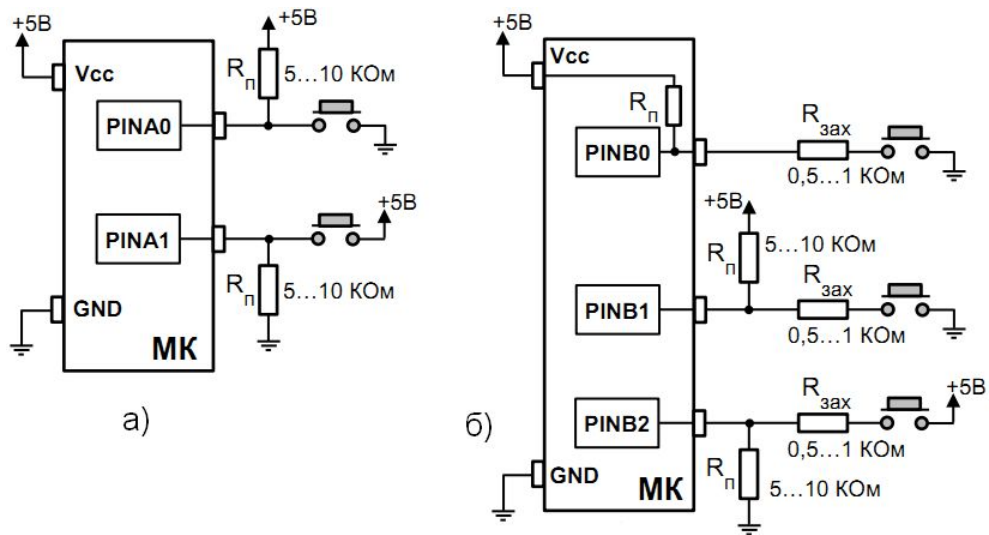 +5В
+5В
Vcc
Rп
5...10 КОм
PINA0
+5В
PINA1
Rп
5...10 КОм
GND
МК
а)
+5В
Vcc
Rп
Rзах
PINB0
0,5...1 КОм
+5В
5...10 КОм
Rп
Rзах
PINB1
0,5...1 КОм
Rзах
+5В
PINB2
0,5...1 КОм
Rп
5...10 КОм
GND
МК
б)